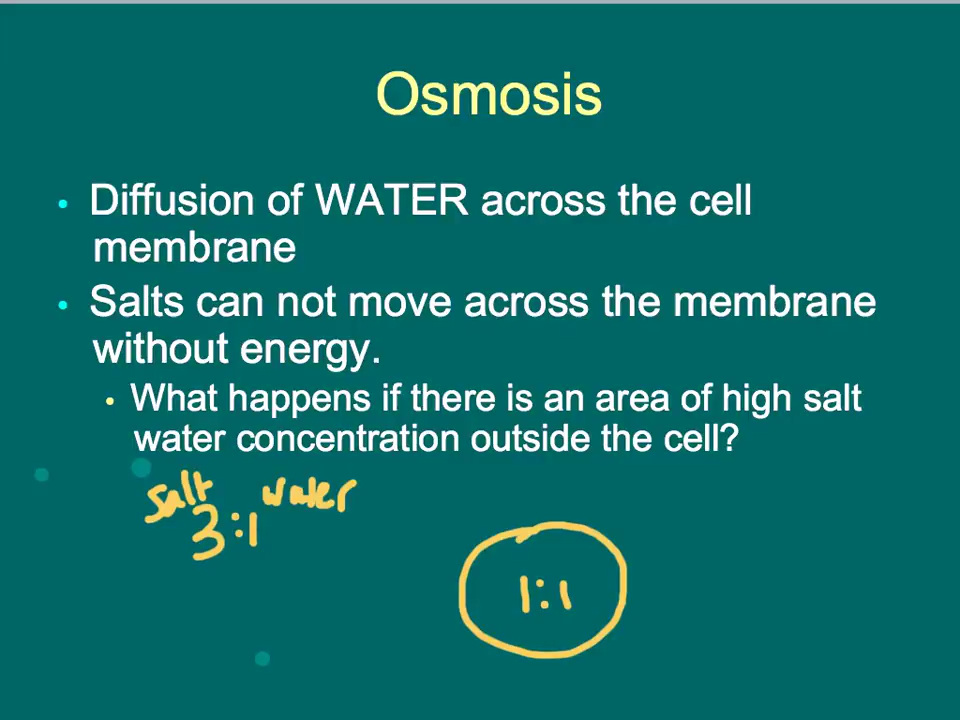 Osmosis
• Diffusion of WATER across the cell
membrane
• Salts can not move across the membrane
without energy.
• What happens if there is an area of high salt
water concentration outside the cell?
salt water
3:1
1:1